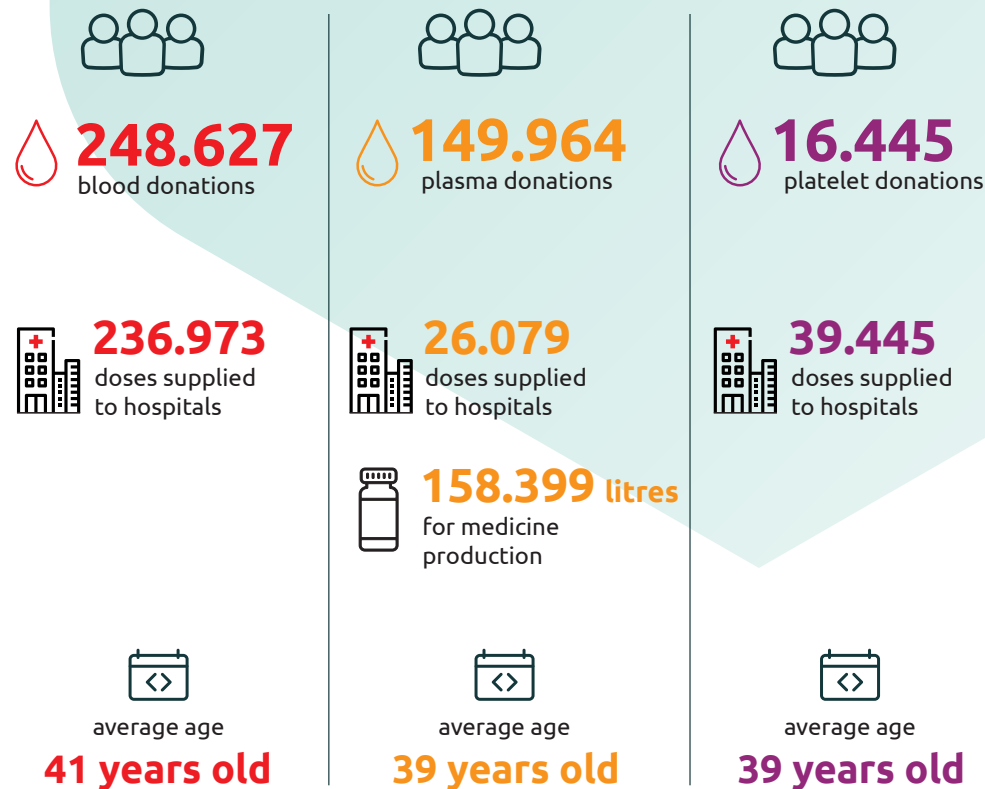 248.627
blood donations
236.973
doses supplied
to hospitals
average age
41 years old
149.964
plasma donations
26.079
doses supplied
to hospitals
158.399 litres
for medicine
production
average age
39 years old
16.445
platelet donations
39.445
doses supplied
to hospitals
average age
39 years old